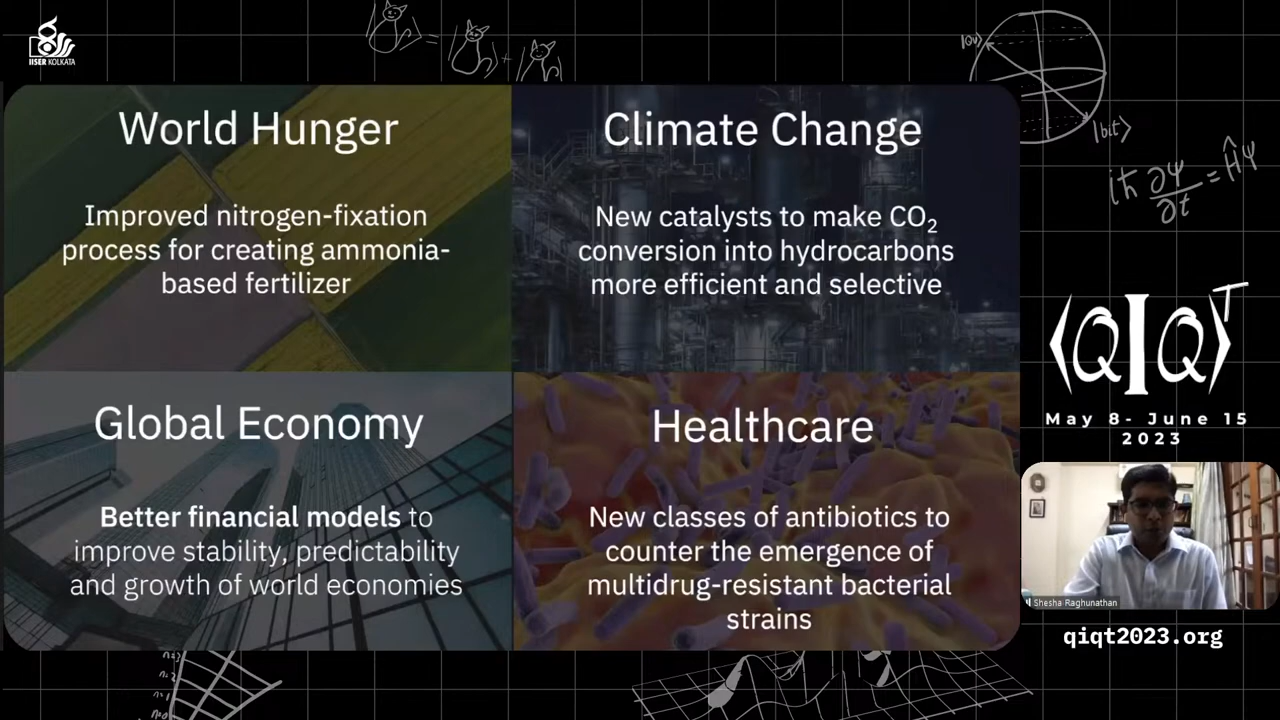 IISER KOLKATA
World Hunger
Improved nitrogen-fixation
process for creating ammonia-
based fertilizer
Climate Change
New catalysts to make CO₂
conversion into hydrocarbons
more efficient and selective
Global Economy
Better financial models to
improve stability, predictability
and growth of world economies
Healthcare
New classes of antibiotics to
counter the emergence of
multidrug-resistant bacterial
strains
|bit⟩
iħ ∂ψ/∂t = Ĥψ
⟨QIQ⟩ᵀ
May 8- June 15
2023
Shesha Raghunathan
qiqt2023.org
n=2
n=1
n=0